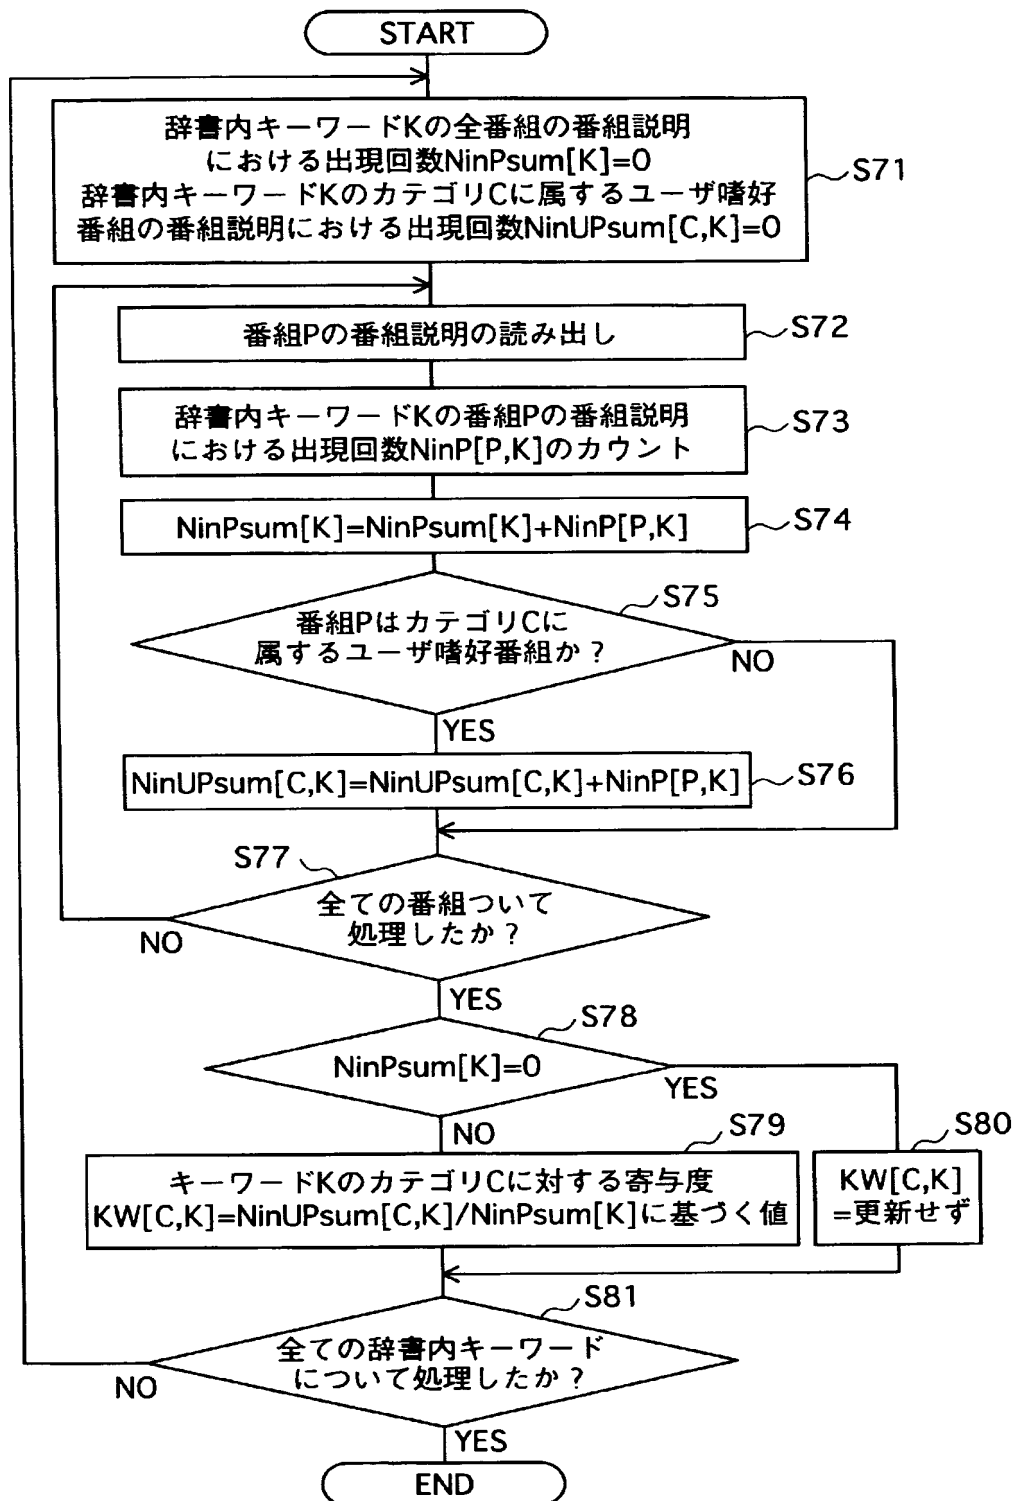 START
辞書内キーワードKの全番組の番組説明
における出現回数NinPsum[K]=0
辞書内キーワードKのカテゴリCに属するユーザ嗜好
番組の番組説明における出現回数NinUPsum[C,K]=0
S71
番組Pの番組説明の読み出し
S72
辞書内キーワードKの番組Pの番組説明
における出現回数NinP[P,K]のカウント
S73
NinPsum[K]=NinPsum[K]+NinP[P,K]
S74
S75
番組PはカテゴリCに
属するユーザ嗜好番組か？
NO
YES
NinUPsum[C,K]=NinUPsum[C,K]+NinP[P,K]
S76
S77
全ての番組ついて
処理したか？
NO
YES
S78
NinPsum[K]=0
YES
NO
S79
キーワードKのカテゴリCに対する寄与度
KW[C,K]=NinUPsum[C,K]/NinPsum[K]に基づく値
S80
KW[C,K]
=更新せず
S81
全ての辞書内キーワード
について処理したか？
NO
YES
END